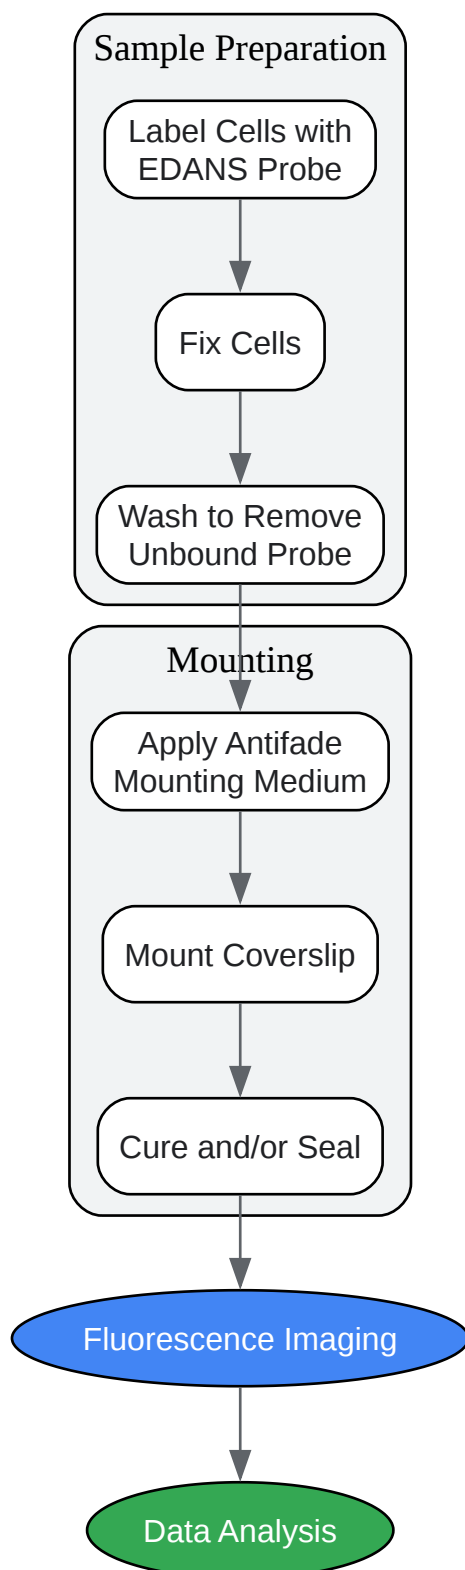 Sample Preparation
Label Cells with
EDANS Probe
Fix Cells
Wash to Remove
Unbound Probe
Mounting
Apply Antifade
Mounting Medium
Mount Coverslip
Cure and/or Seal
Fluorescence Imaging
Data Analysis